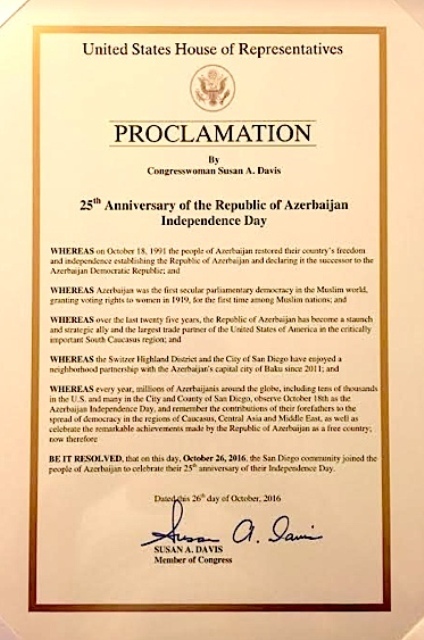 United States House of Representatives
PROCLAMATION
By
Congresswoman Susan A. Davis
25th Anniversary of the Republic of Azerbaijan
Independence Day
WHEREAS on October 18, 1991 the people of Azerbaijan restored their country's freedom
and independence establishing the Republic of Azerbaijan and declaring it the successor to the
Azerbaijan Democratic Republic; and
WHEREAS Azerbaijan was the first secular parliamentary democracy in the Muslim world,
granting voting rights to women in 1919, for the first time among Muslim nations; and
WHEREAS over the last twenty five years, the Republic of Azerbaijan has become a staunch
and strategic ally and the largest trade partner of the United States of America in the critically
important South Caucasus region; and
WHEREAS the Switzer Highland District and the City of San Diego have enjoyed a
neighborhood partnership with the Azerbaijan's capital city of Baku since 2011; and
WHEREAS every year, millions of Azerbaijanis around the globe, including tens of thousands
in the U.S. and many in the City and County of San Diego, observe October 18th as the
Azerbaijan Independence Day, and remember the contributions of their forefathers to the
spread of democracy in the regions of Caucasus, Central Asia and Middle East, as well as
celebrate the remarkable achievements made by the Republic of Azerbaijan as a free country;
now therefore
BE IT RESOLVED, that on this day, October 26, 2016, the San Diego community joined the
people of Azerbaijan to celebrate their 25th anniversary of their Independence Day.
Dated this 26th day of October, 2016
Susan A. Davis
SUSAN A. DAVIS
Member of Congress